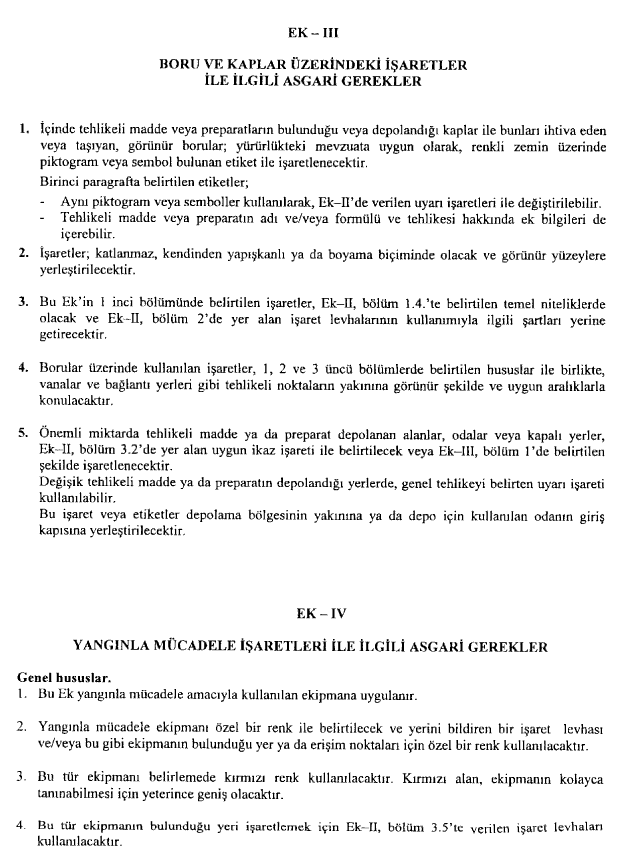 EK – III
BORU VE KAPLAR ÜZERİNDEKİ İŞARETLER
İLE İLGİLİ ASGARİ GEREKLER
1. İçinde tehlikeli madde veya preparatların bulunduğu veya depolandığı kaplar ile bunları ihtiva eden
veya taşıyan, görünür borular; yürürlükteki mevzuata uygun olarak, renkli zemin üzerinde
piktogram veya sembol bulunan etiket ile işaretlenecektir.
Birinci paragrafta belirtilen etiketler;
- Aynı piktogram veya semboller kullanılarak, Ek–II'de verilen uyarı işaretleri ile değiştirilebilir.
- Tehlikeli madde veya preparatın adı ve/veya formülü ve tehlikesi hakkında ek bilgileri de
içerebilir.
2. İşaretler; katlanmaz, kendinden yapışkanlı ya da boyama biçiminde olacak ve görünür yüzeylere
yerleştirilecektir.
3. Bu Ek'in 1 inci bölümünde belirtilen işaretler, Ek–II, bölüm 1.4.'te belirtilen temel niteliklerde
olacak ve Ek–II, bölüm 2'de yer alan işaret levhalarının kullanımıyla ilgili şartları yerine
getirecektir.
4. Borular üzerinde kullanılan işaretler, 1, 2 ve 3 üncü bölümlerde belirtilen hususlar ile birlikte,
vanalar ve bağlantı yerleri gibi tehlikeli noktaların yakınına görünür şekilde ve uygun aralıklarla
konulacaktır.
5. Önemli miktarda tehlikeli madde ya da preparat depolanan alanlar, odalar veya kapalı yerler,
Ek–II, bölüm 3.2'de yer alan uygun ikaz işareti ile belirtilecek veya Ek–III, bölüm 1'de belirtilen
şekilde işaretlenecektir.
Değişik tehlikeli madde ya da preparatın depolandığı yerlerde, genel tehlikeyi belirten uyarı işareti
kullanılabilir.
Bu işaret veya etiketler depolama bölgesinin yakınına ya da depo için kullanılan odanın giriş
kapısına yerleştirilecektir.
EK – IV
YANGINLA MÜCADELE İŞARETLERİ İLE İLGİLİ ASGARİ GEREKLER
Genel hususlar.
1. Bu Ek yangınla mücadele amacıyla kullanılan ekipmana uygulanır.
2. Yangınla mücadele ekipmanı özel bir renk ile belirtilecek ve yerini bildiren bir işaret levhası
ve/veya bu gibi ekipmanın bulunduğu yer ya da erişim noktaları için özel bir renk kullanılacaktır.
3. Bu tür ekipmanı belirlemede kırmızı renk kullanılacaktır. Kırmızı alan, ekipmanın kolayca
tanınabilmesi için yeterince geniş olacaktır.
4. Bu tür ekipmanın bulunduğu yeri işaretlemek için Ek–II, bölüm 3.5'te verilen işaret levhaları
kullanılacaktır.